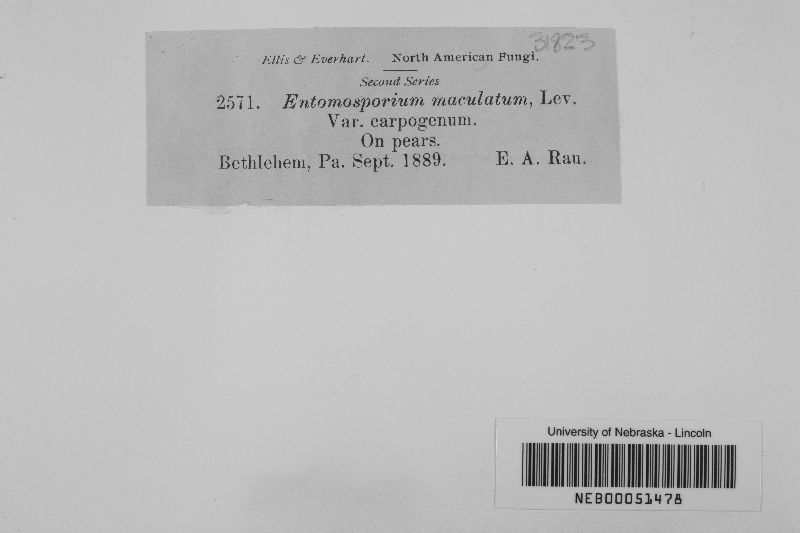 31823
Ellis & Everhart. North American Fungi.
Second Series
2571. Entomosporium maculatum, Lev.
Var. carpogenum.
On pears.
Bethlehem, Pa. Sept. 1889. E. A. Rau.
University of Nebraska - Lincoln
NEB00051478